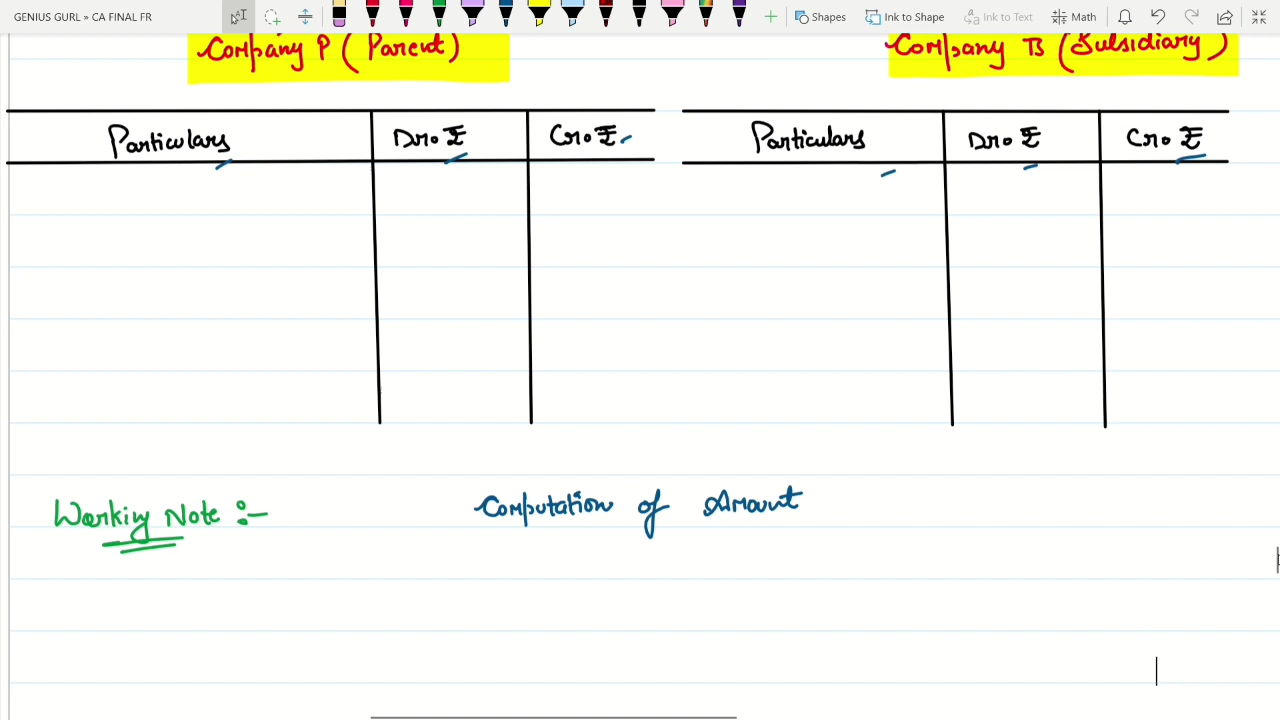 GENIUS GURL » CA FINAL FR
Shapes
Ink to Shape
Ink to Text
Math
Company P (Parent)
Company B (Subsidiary)
Particulars Dr. ₹ Cr. ₹
Particulars Dr. ₹ Cr. ₹
Working Note :-
Computation of Amount